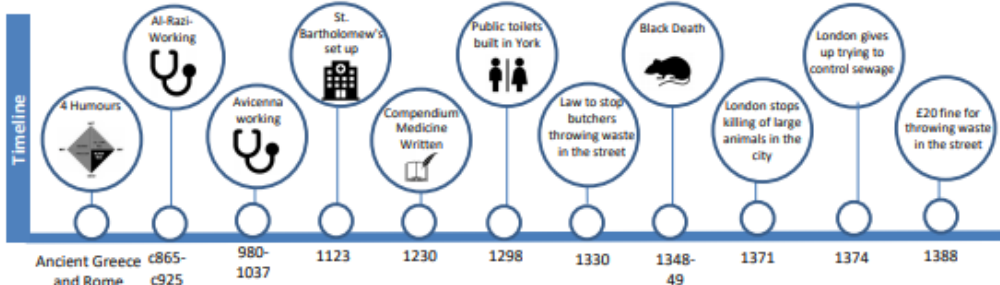 Timeline
4 Humours
Al-Razi-
Working
Avicenna
working
St.
Bartholomew's
set up
Compendium
Medicine
Written
Public toilets
built in York
Law to stop
butchers
throwing waste
in the street
Black Death
London stops
killing of large
animals in the
city
London gives
up trying to
control sewage
£20 fine for
throwing waste
in the street
Ancient Greece
and Rome
c865-
c925
980-
1037
1123
1230
1298
1330
1348-
49
1371
1374
1388